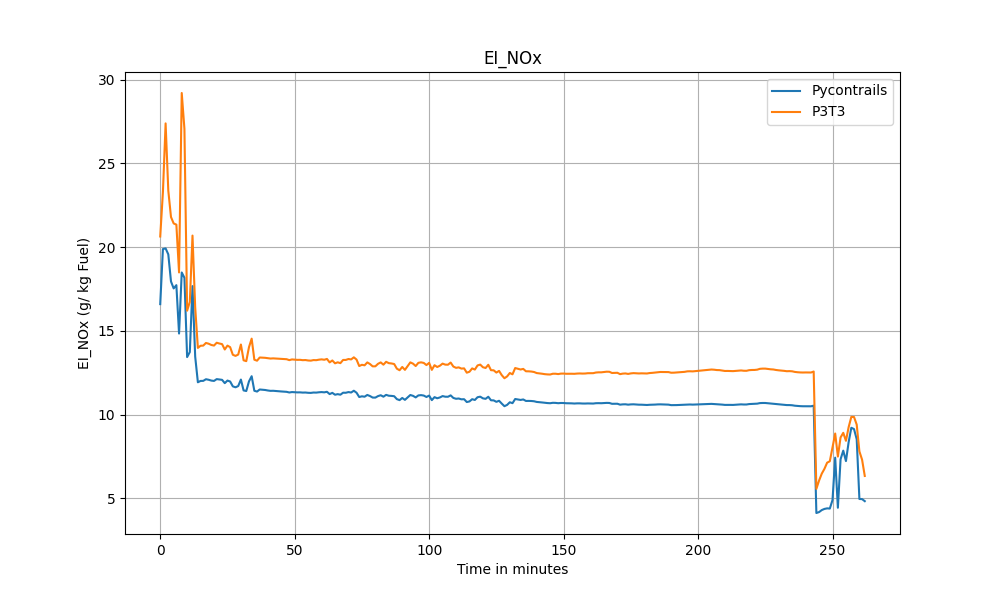 EI_NOx
Pycontrails
P3T3
EI_NOx (g/ kg Fuel)
30
25
20
15
10
5
0 50 100 150 200 250
Time in minutes